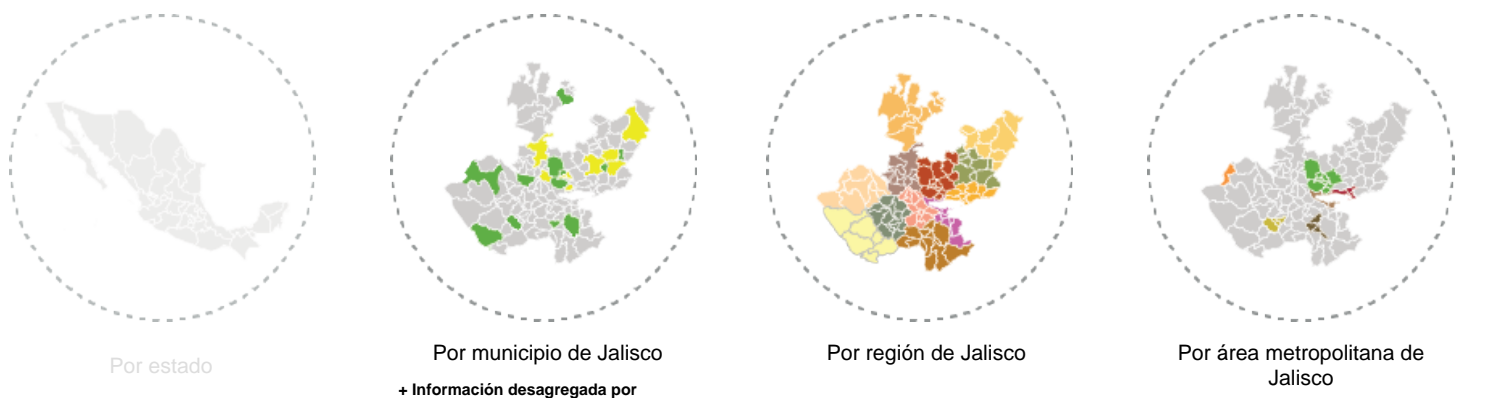 Por estado
Por municipio de Jalisco
+ Información desagregada por
Por región de Jalisco
Por área metropolitana de
Jalisco